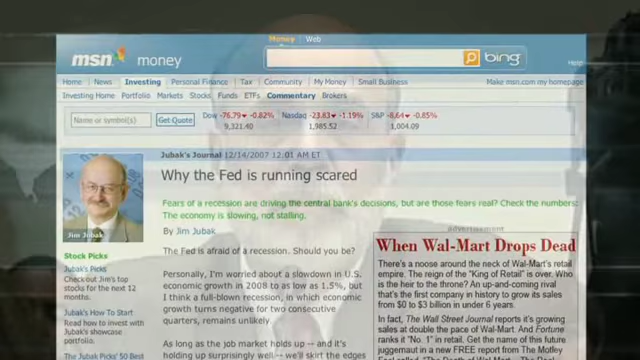 Money Web
msn money bing
Help
Home News Investing Personal Finance Tax Community My Money Small Business Make msn.com my homepage
Investing Home Portfolio Markets Stocks Funds ETFs Commentary Brokers
Name or symbol(s) Get Quote Dow -76.79 -0.82% Nasdaq -23.83 -1.19% S&P -8.64 -0.85%
9,321.40 1,985.52 1,004.09
Jubak's Journal 12/14/2007 12:01 AM ET
Why the Fed is running scared
Fears of a recession are driving the central bank's decisions, but are those fears real? Check the numbers:
The economy is slowing, not stalling.
By Jim Jubak
Jim Jubak
Stock Picks
Jubak's Picks
Check out Jim's top
stocks for the next 12
months.
Jubak's How To Start
Read how to invest with
Jubak's showcase
portfolio.
The Jubak Picks' 50 Best
The Fed is afraid of a recession. Should you be?
Personally, I'm worried about a slowdown in U.S.
economic growth in 2008 to as low as 1.5%, but
I think a full-blown recession, in which economic
growth turns negative for two consecutive
quarters, remains unlikely.
As long as the job market holds up -- and it's
holding up surprisingly well-- we'll skirt the edges
advertisement
When Wal-Mart Drops Dead
There's a noose around the neck of Wal-Mart's retail
empire. The reign of the "King of Retail" is over. Who
is the heir to the throne? An up-and-coming rival
that's the first company in history to grow its sales
from $0 to $3 billion in under 6 years.
In fact, The Wall Street Journal reports it's growing
sales at double the pace of Wal-Mart. And Fortune
ranks it "No. 1" in retail. Get the name of this future
juggernaut in a new FREE report from The Motley